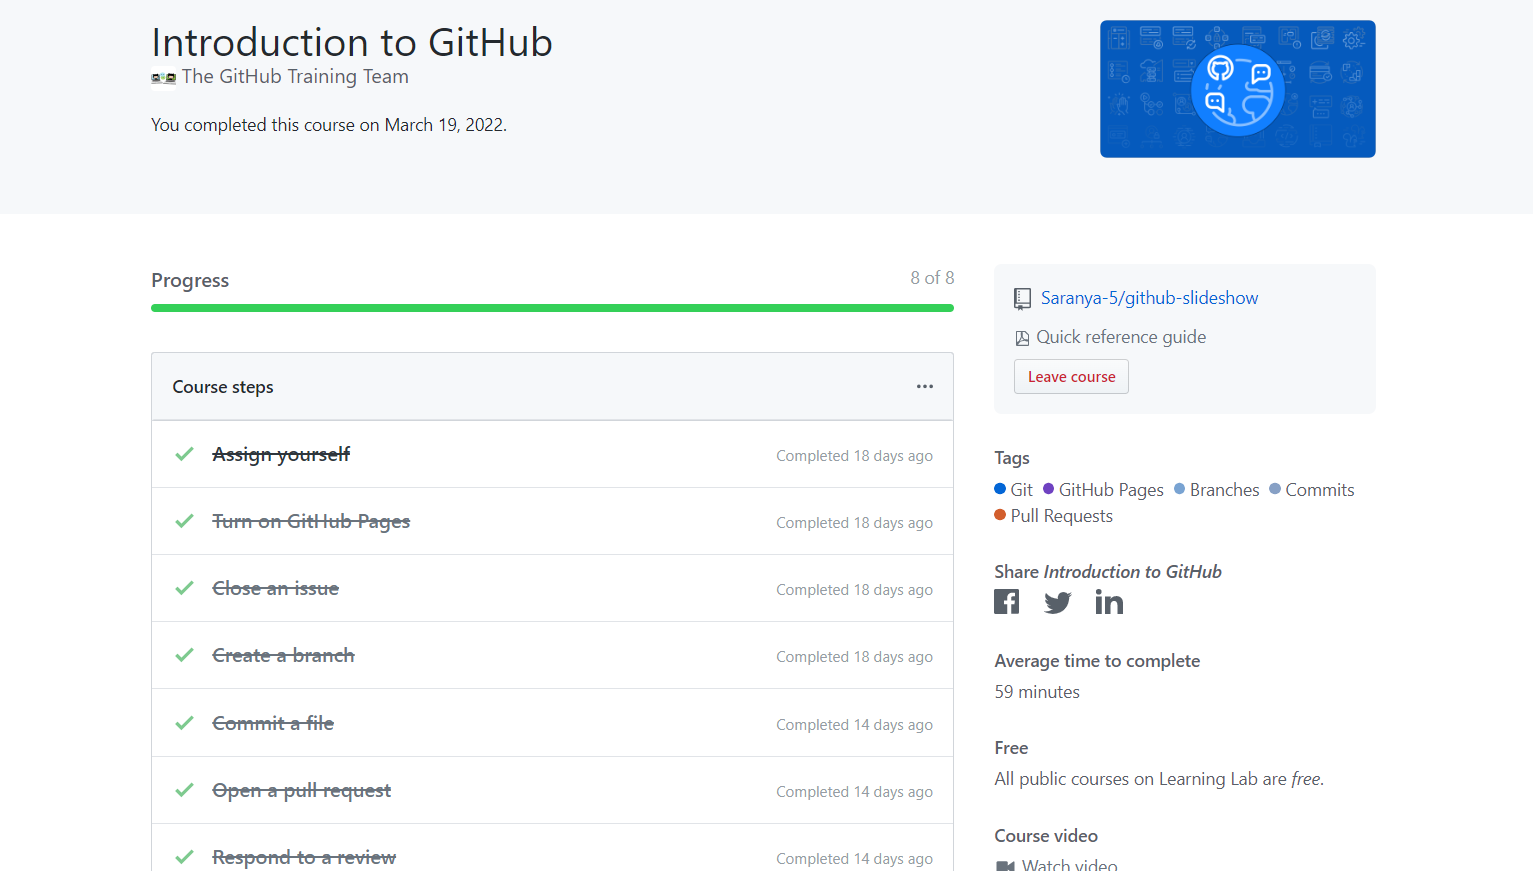 Introduction to GitHub
The GitHub Training Team
You completed this course on March 19, 2022.
Progress
8 of 8
Course steps
Assign yourself
Completed 18 days ago
Turn on GitHub Pages
Completed 18 days ago
Close an issue
Completed 18 days ago
Create a branch
Completed 18 days ago
Commit a file
Completed 14 days ago
Open a pull request
Completed 14 days ago
Respond to a review
Completed 14 days ago
Saranya-5/github-slideshow
Quick reference guide
Leave course
Tags
Git GitHub Pages Branches Commits
Pull Requests
Share Introduction to GitHub
Average time to complete
59 minutes
Free
All public courses on Learning Lab are free.
Course video
Watch video